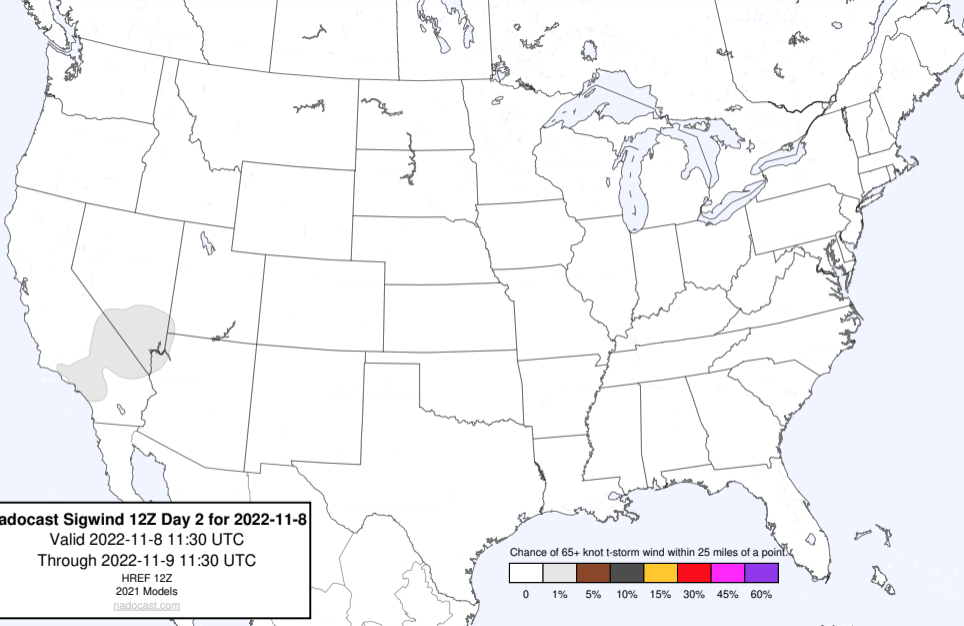 adocast Sigwind 12Z Day 2 for 2022-11-8
Valid 2022-11-8 11:30 UTC
Through 2022-11-9 11:30 UTC
HREF 12Z
2021 Models
nadocast.com
Chance of 65+ knot t-storm wind within 25 miles of a point.
0 1% 5% 10% 15% 30% 45% 60%